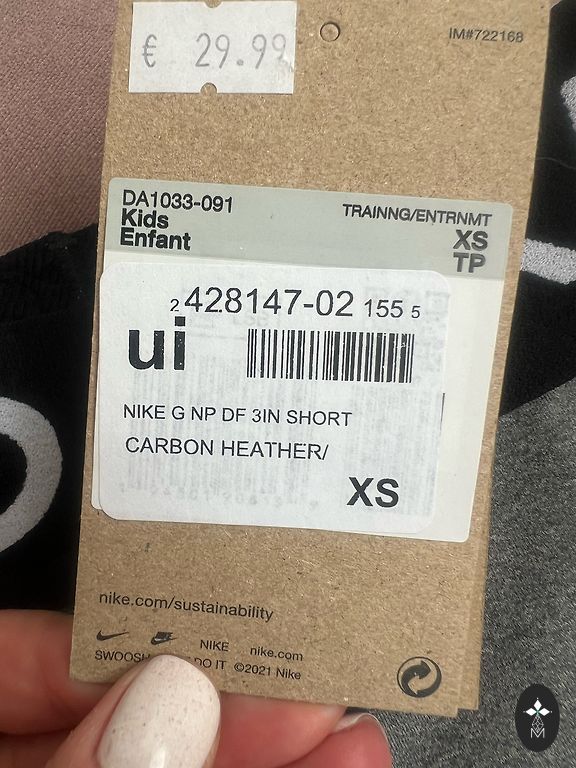 € 29.99
IM#722168
DA1033-091
Kids
Enfant
TRAINNG/ENTRNMT
XS
TP
2 428147-02 155 5
ui
NIKE G NP DF 3IN SHORT
CARBON HEATHER/
XS
nike.com/sustainability
NIKE nike.com
SWOOSH DO IT ©2021 Nike
M